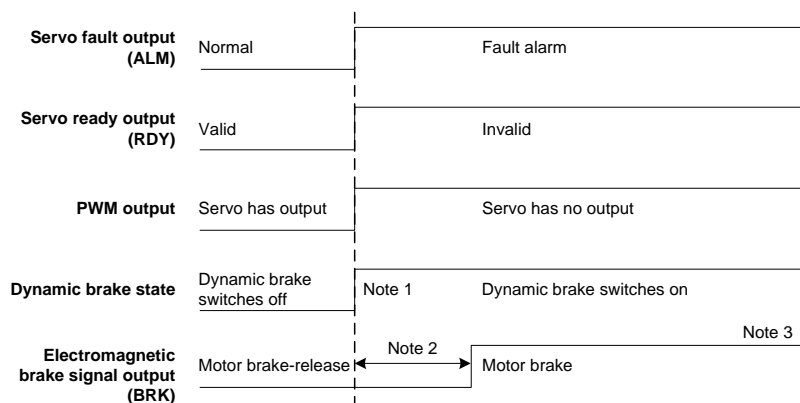 Servo fault output
(ALM)
Normal
Fault alarm
Servo ready output
(RDY)
Valid
Invalid
PWM output
Servo has output
Servo has no output
Dynamic brake state
Dynamic brake
switches off
Note 1
Dynamic brake switches on
Electromagnetic
brake signal output
(BRK)
Motor brake-release
Note 2
Motor brake
Note 3